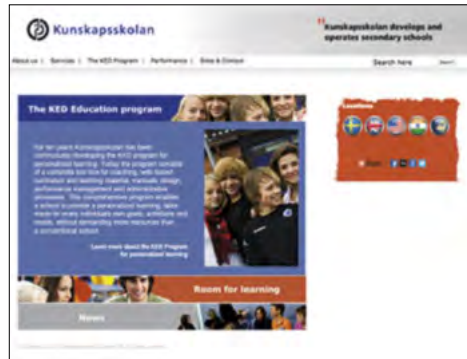 Kunskapsskolan
"Kunskapsskolan develops and
operates secondary schools
About us | Services | The KED Program | Performance | & Contact
Search here
The KED Education program
Locations
For ten years Kunskapsskolan has been
continuously developing the KED program for
personalized learning. Today the program consists
of a complete tool box for coaching, web-based
curriculum and learning material, manuals, design,
performance management and administrative
processes. This comprehensive program enables
a school to provide a personalized learning, tailor
made for every individuals own goals, ambitions and
needs, without demanding more resources than
a conventional school.
Learn more about the KED Program
for personalized learning
Room for learning
News